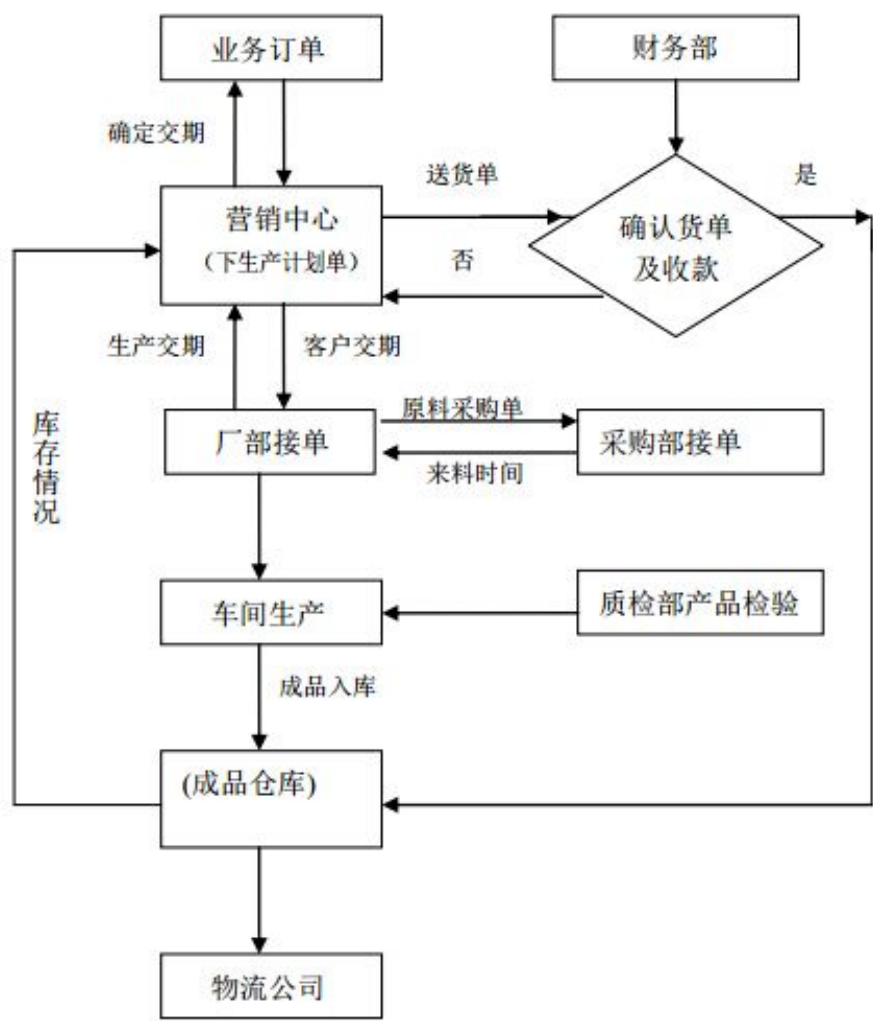 业务订单
财务部
确定交期
送货单
是
营销中心
(下生产计划单)
确认货单
及收款
否
生产交期
客户交期
库存情况
原料采购单
厂部接单
采购部接单
来料时间
车间生产
质检部产品检验
成品入库
(成品仓库)
物流公司